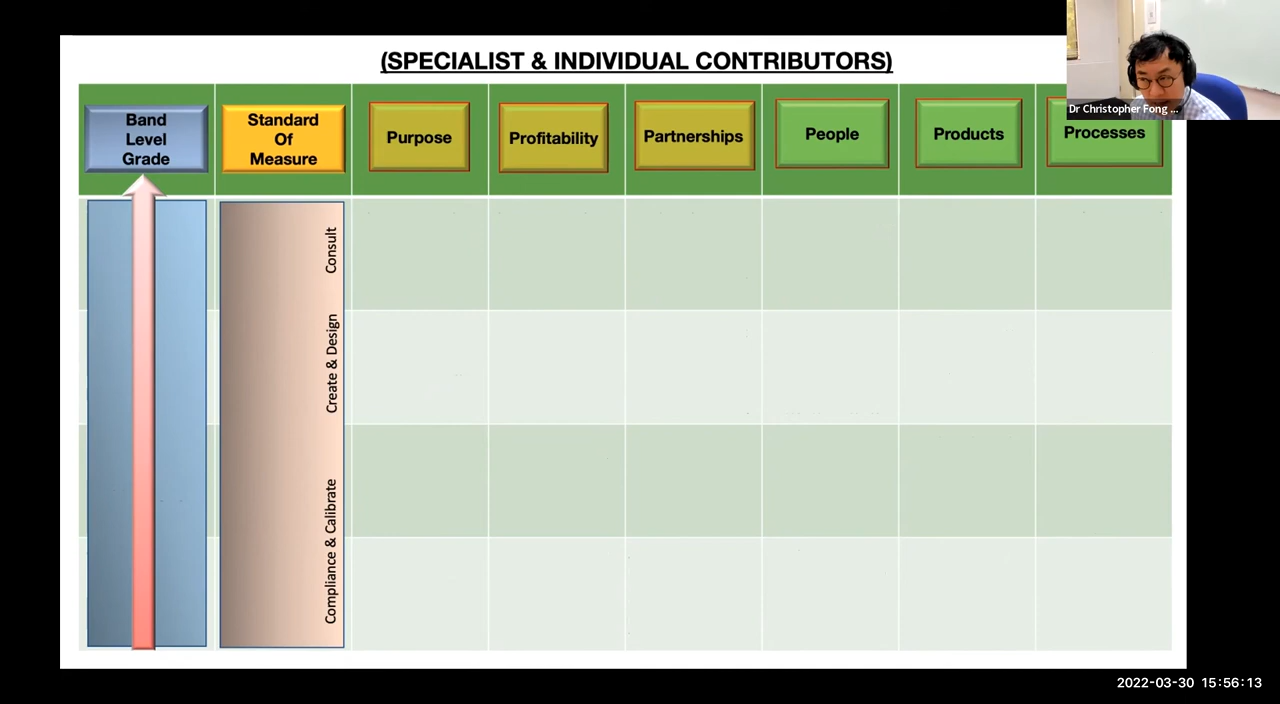 (SPECIALIST & INDIVIDUAL CONTRIBUTORS)
Band
Level
Grade
Standard
Of
Measure
Purpose
Profitability
Partnerships
People
Products
Processes
Consult
Create & Design
Compliance & Calibrate
Dr Christopher Fong ...
2022-03-30 15:56:13